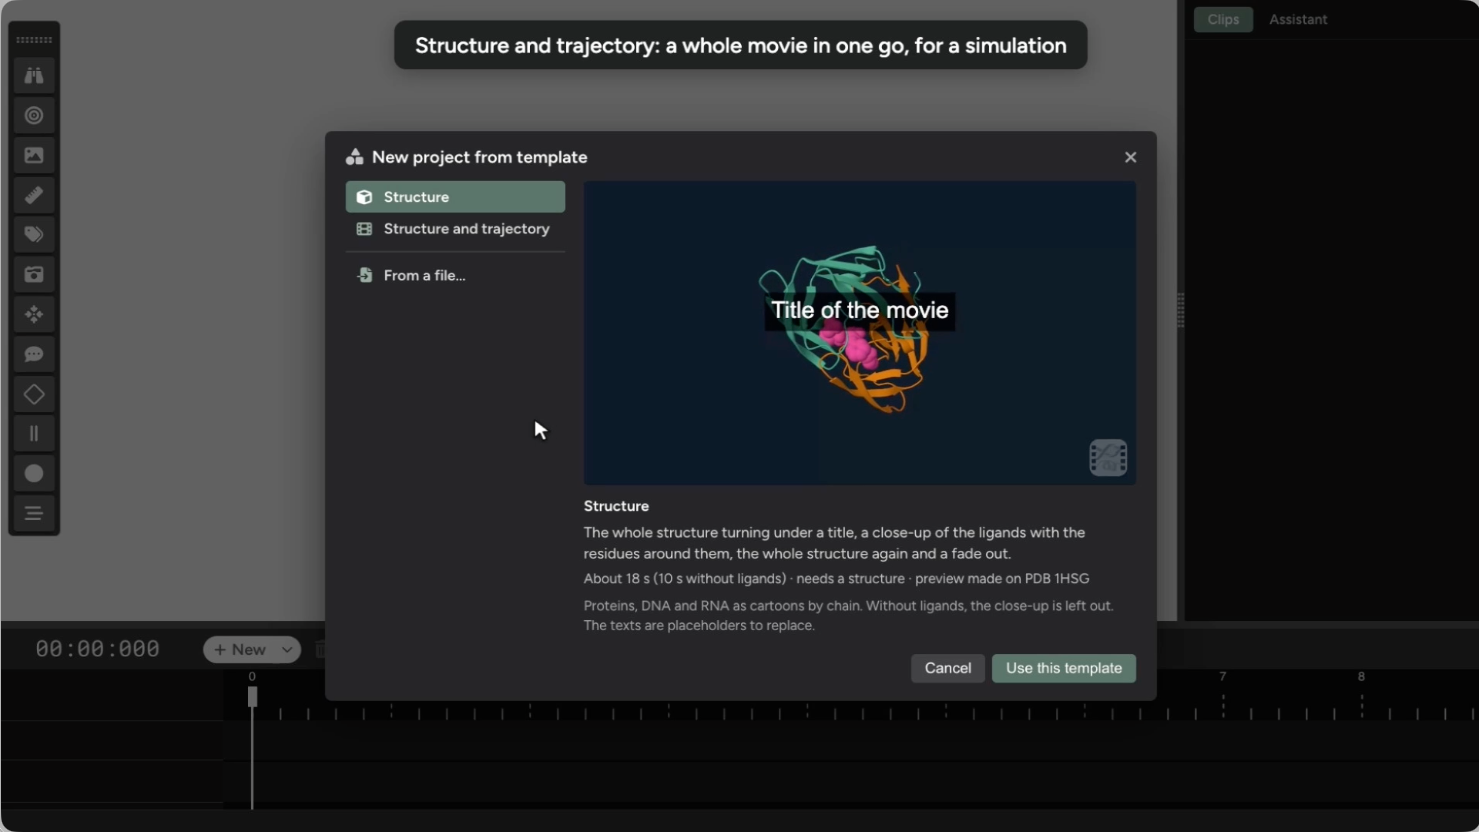 Clips
Assistant
Structure and trajectory: a whole movie in one go, for a simulation
New project from template
Structure
Structure and trajectory
From a file...
Title of the movie
Structure
The whole structure turning under a title, a close-up of the ligands with the
residues around them, the whole structure again and a fade out.
About 18 s (10 s without ligands) · needs a structure · preview made on PDB 1HSG
Proteins, DNA and RNA as cartoons by chain. Without ligands, the close-up is left out.
The texts are placeholders to replace.
Cancel
Use this template
00:00:000
+ New
0
7
8